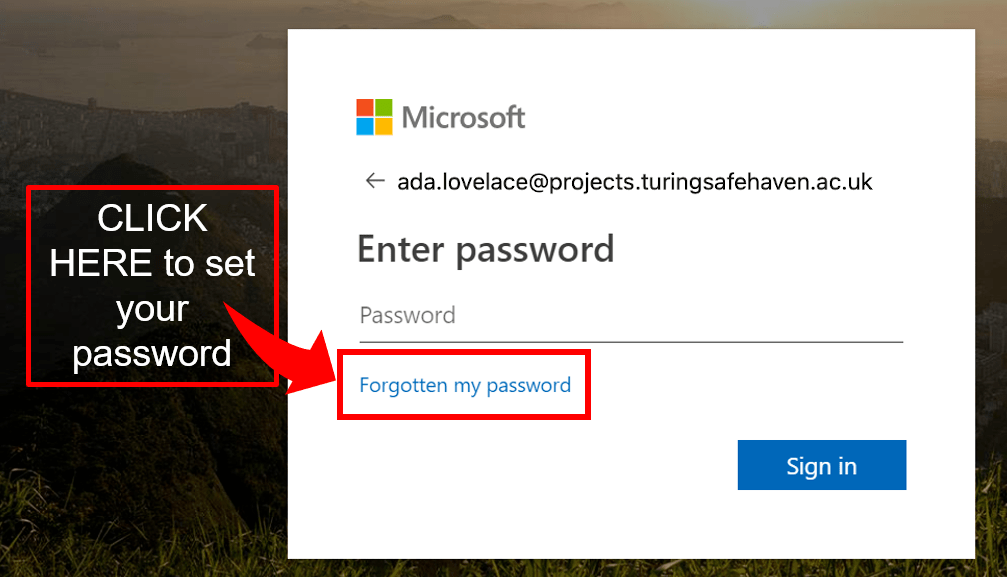 Microsoft
← ada.lovelace@projects.turingsafehaven.ac.uk
CLICK
HERE to set
your
password
Enter password
Password
Forgotten my password
Sign in